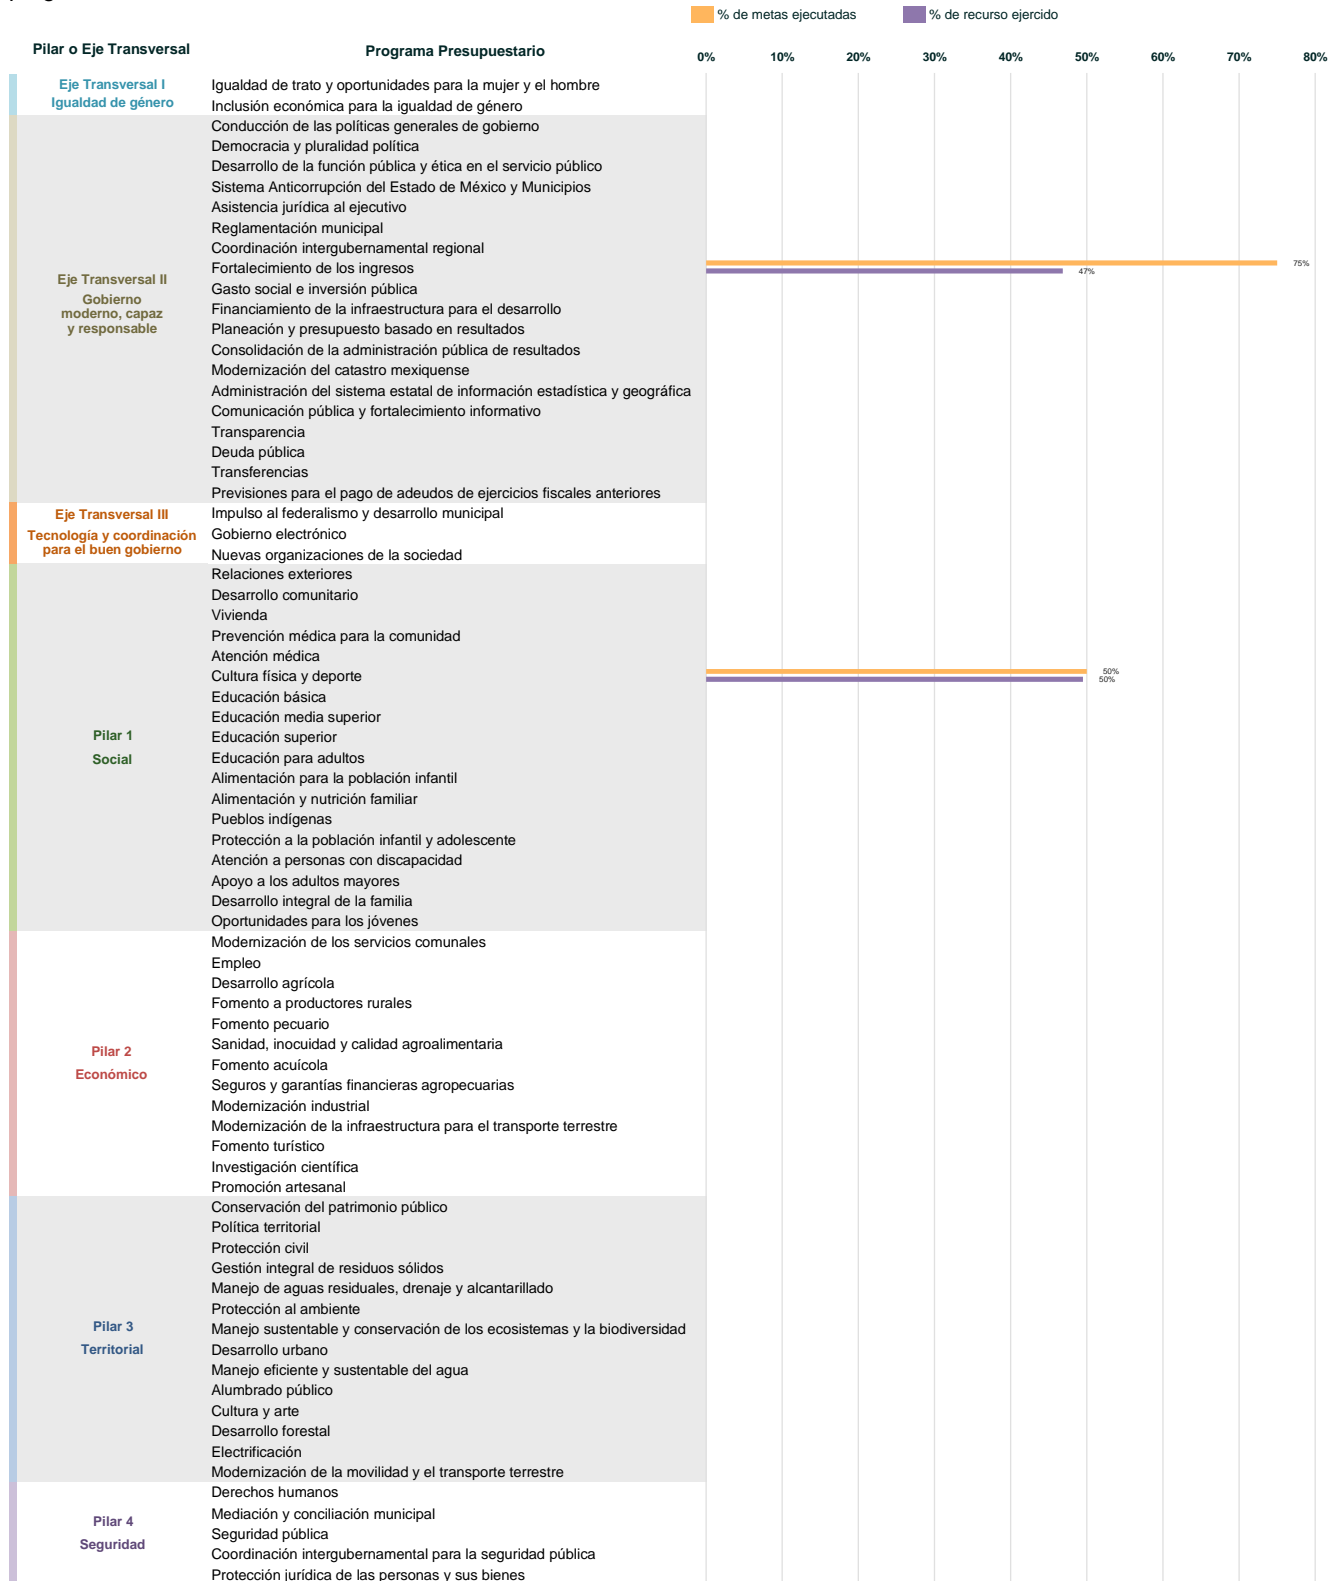 % de metas ejecutadas % de recurso ejercido
Pilar o Eje Transversal Programa Presupuestario 0% 10% 20% 30% 40% 50% 60% 70% 80%
Eje Transversal I
Igualdad de género
Igualdad de trato y oportunidades para la mujer y el hombre
Inclusión económica para la igualdad de género
Eje Transversal II
Gobierno
moderno, capaz
y responsable
Conducción de las políticas generales de gobierno
Democracia y pluralidad política
Desarrollo de la función pública y ética en el servicio público
Sistema Anticorrupción del Estado de México y Municipios
Asistencia jurídica al ejecutivo
Reglamentación municipal
Coordinación intergubernamental regional
Fortalecimiento de los ingresos
75%
47%
Gasto social e inversión pública
Financiamiento de la infraestructura para el desarrollo
Planeación y presupuesto basado en resultados
Consolidación de la administración pública de resultados
Modernización del catastro mexiquense
Administración del sistema estatal de información estadística y geográfica
Comunicación pública y fortalecimiento informativo
Transparencia
Deuda pública
Transferencias
Previsiones para el pago de adeudos de ejercicios fiscales anteriores
Eje Transversal III
Tecnología y coordinación
para el buen gobierno
Impulso al federalismo y desarrollo municipal
Gobierno electrónico
Nuevas organizaciones de la sociedad
Pilar 1
Social
Relaciones exteriores
Desarrollo comunitario
Vivienda
Prevención médica para la comunidad
Atención médica
Cultura física y deporte
50%
50%
Educación básica
Educación media superior
Educación superior
Educación para adultos
Alimentación para la población infantil
Alimentación y nutrición familiar
Pueblos indígenas
Protección a la población infantil y adolescente
Atención a personas con discapacidad
Apoyo a los adultos mayores
Desarrollo integral de la familia
Oportunidades para los jóvenes
Pilar 2
Económico
Modernización de los servicios comunales
Empleo
Desarrollo agrícola
Fomento a productores rurales
Fomento pecuario
Sanidad, inocuidad y calidad agroalimentaria
Fomento acuícola
Seguros y garantías financieras agropecuarias
Modernización industrial
Modernización de la infraestructura para el transporte terrestre
Fomento turístico
Investigación científica
Promoción artesanal
Pilar 3
Territorial
Conservación del patrimonio público
Política territorial
Protección civil
Gestión integral de residuos sólidos
Manejo de aguas residuales, drenaje y alcantarillado
Protección al ambiente
Manejo sustentable y conservación de los ecosistemas y la biodiversidad
Desarrollo urbano
Manejo eficiente y sustentable del agua
Alumbrado público
Cultura y arte
Desarrollo forestal
Electrificación
Modernización de la movilidad y el transporte terrestre
Pilar 4
Seguridad
Derechos humanos
Mediación y conciliación municipal
Seguridad pública
Coordinación intergubernamental para la seguridad pública
Protección jurídica de las personas y sus bienes